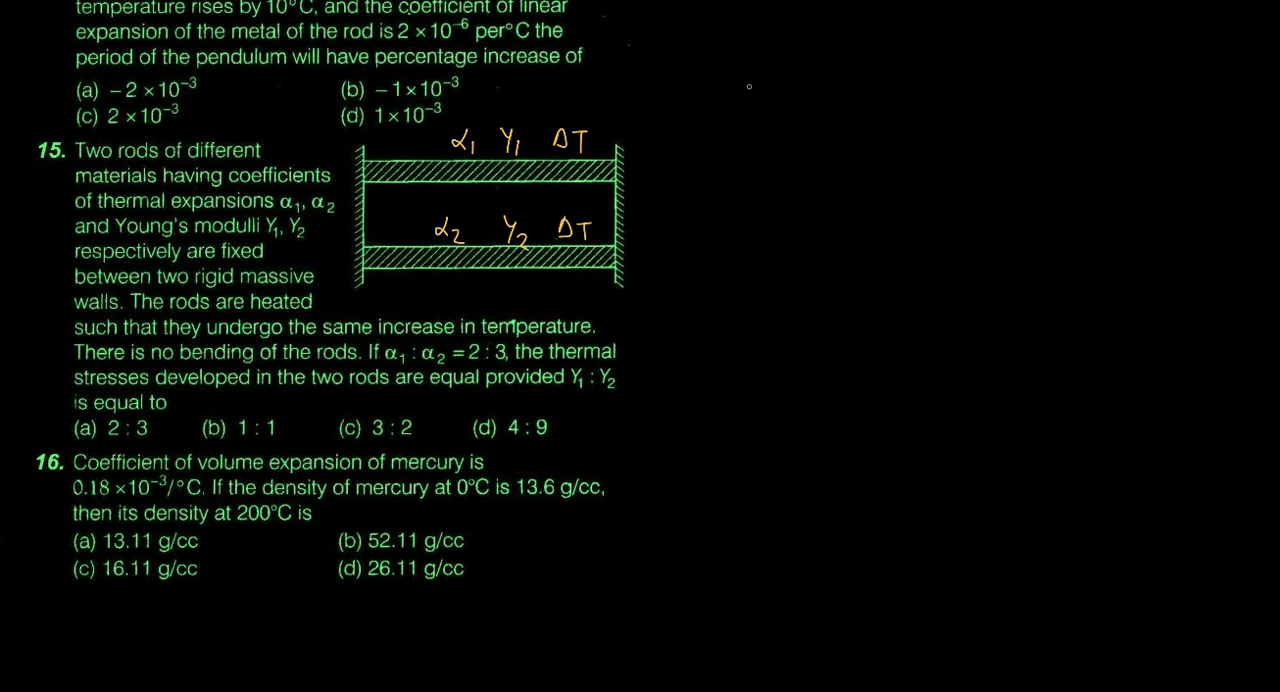 temperature rises by 10°C, and the coefficient of linear
expansion of the metal of the rod is 2 ×10⁻⁶ per°C the
period of the pendulum will have percentage increase of
(a) −2 ×10⁻³ (b) −1×10⁻³
(c) 2 ×10⁻³ (d) 1×10⁻³
α₁ Y₁ ΔT
15. Two rods of different
materials having coefficients
of thermal expansions α₁, α₂
and Young's modulli Y₁, Y₂
α₂ Y₂ ΔT
respectively are fixed
between two rigid massive
walls. The rods are heated
such that they undergo the same increase in temperature.
There is no bending of the rods. If α₁ : α₂ = 2 : 3, the thermal
stresses developed in the two rods are equal provided Y₁ : Y₂
is equal to
(a) 2 : 3 (b) 1 : 1 (c) 3 : 2 (d) 4 : 9
16. Coefficient of volume expansion of mercury is
0.18 ×10⁻³/°C. If the density of mercury at 0°C is 13.6 g/cc,
then its density at 200°C is
(a) 13.11 g/cc (b) 52.11 g/cc
(c) 16.11 g/cc (d) 26.11 g/cc